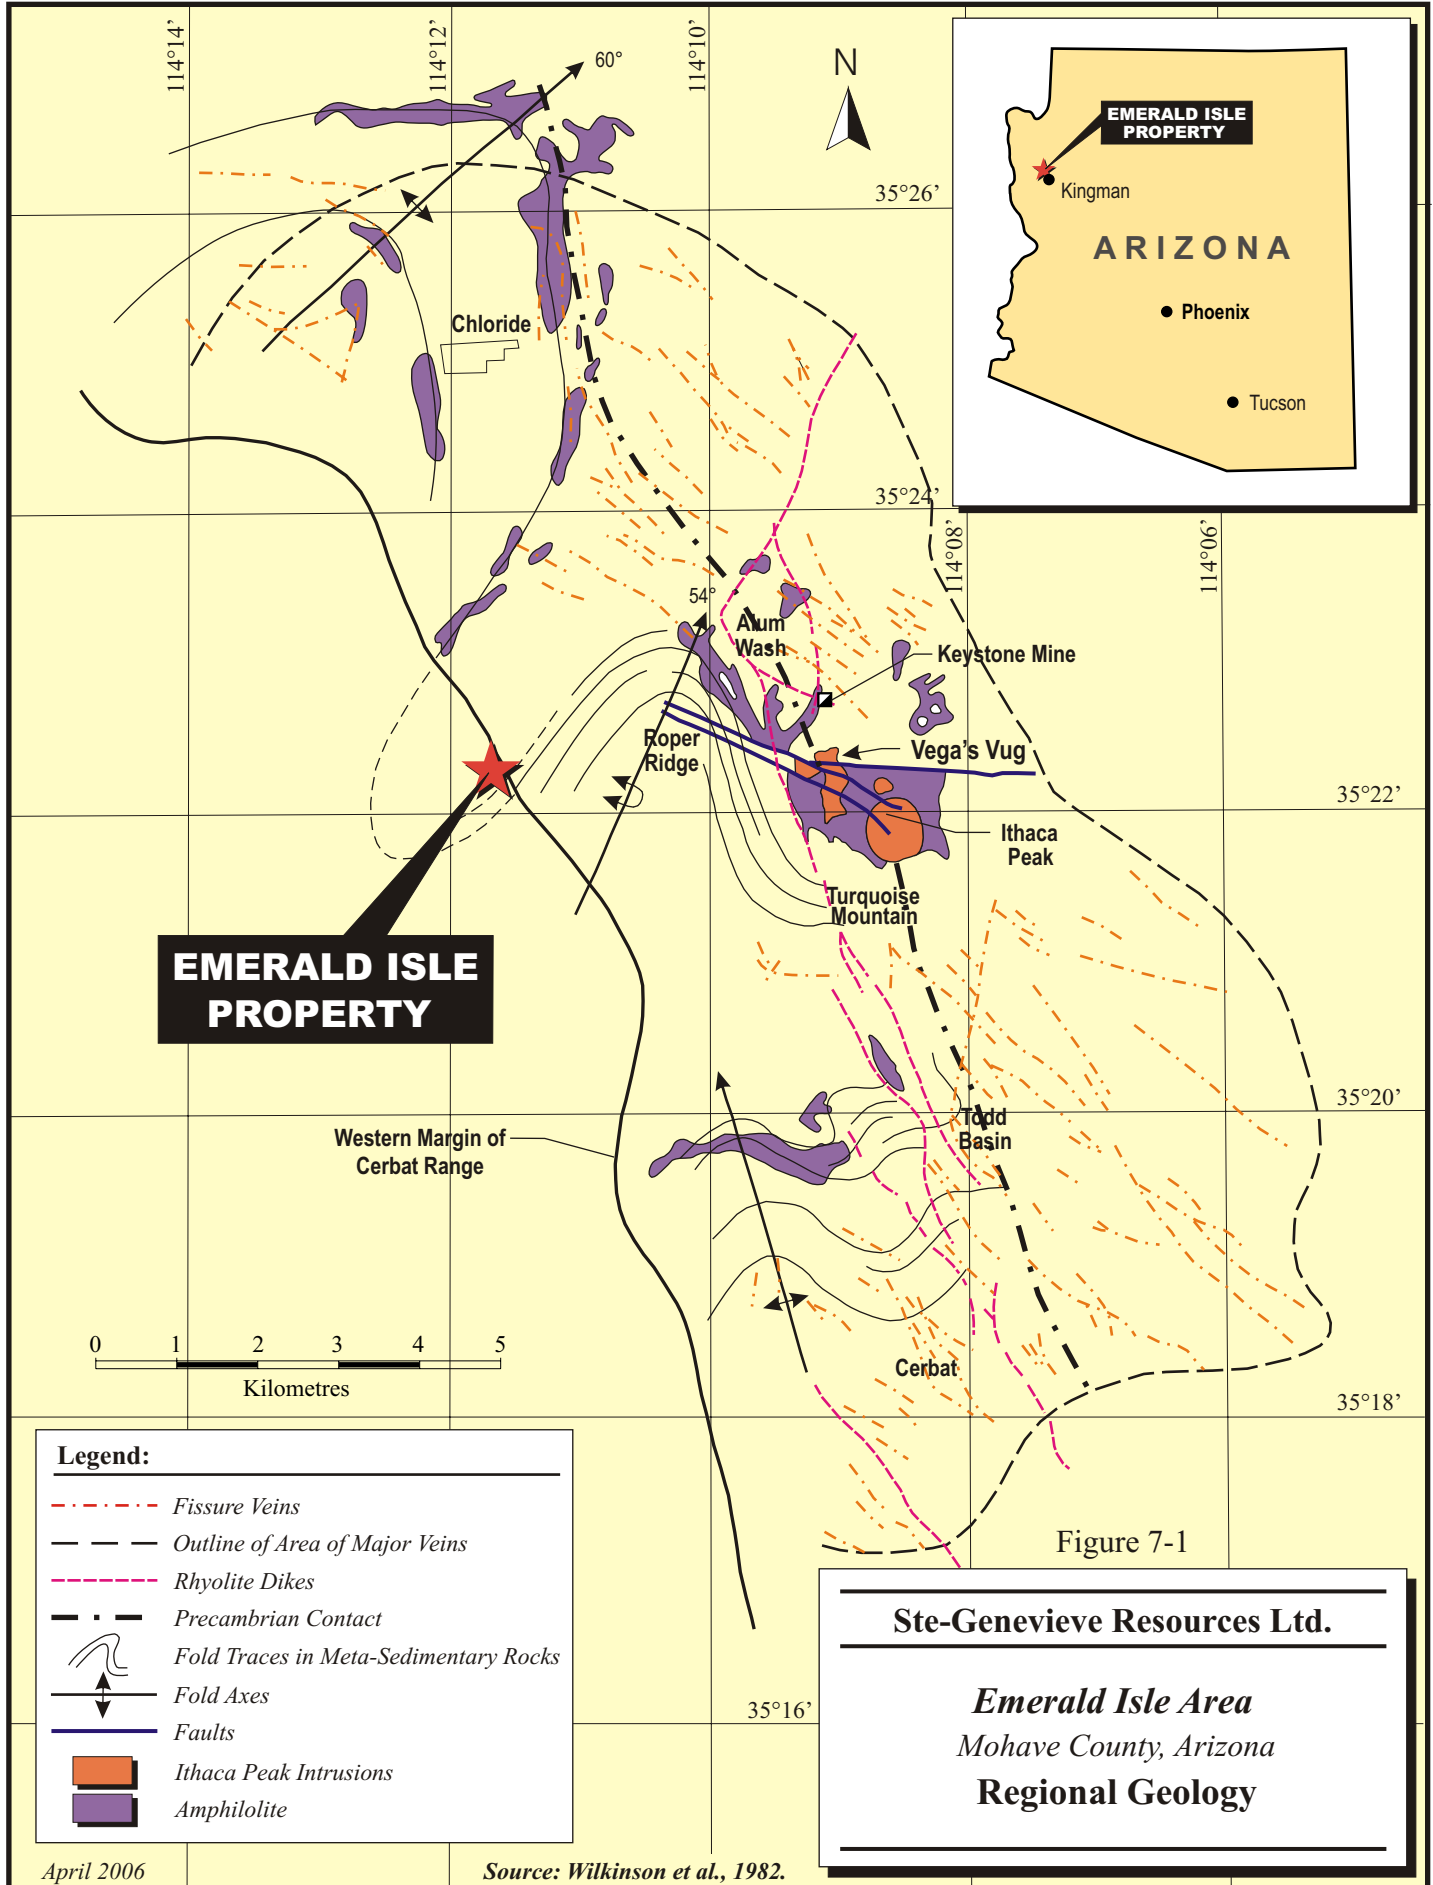 114°14'
114°12'
114°10'
60°
N
EMERALD ISLE
PROPERTY
Kingman
ARIZONA
Phoenix
Tucson
35°26'
Chloride
35°24'
114°08'
114°06'
54°
Alum
Wash
Keystone Mine
Roper
Ridge
Vega's Vug
35°22'
Ithaca
Peak
Turquoise
Mountain
EMERALD ISLE
PROPERTY
35°20'
Todd
Basin
Western Margin of
Cerbat Range
0 1 2 3 4 5
Kilometres
Cerbat
35°18'
Legend:
Fissure Veins
Outline of Area of Major Veins
Rhyolite Dikes
Precambrian Contact
Fold Traces in Meta-Sedimentary Rocks
Fold Axes
Faults
Ithaca Peak Intrusions
Amphilolite
Figure 7-1
35°16'
Ste-Genevieve Resources Ltd.
Emerald Isle Area
Mohave County, Arizona
Regional Geology
April 2006
Source: Wilkinson et al., 1982.